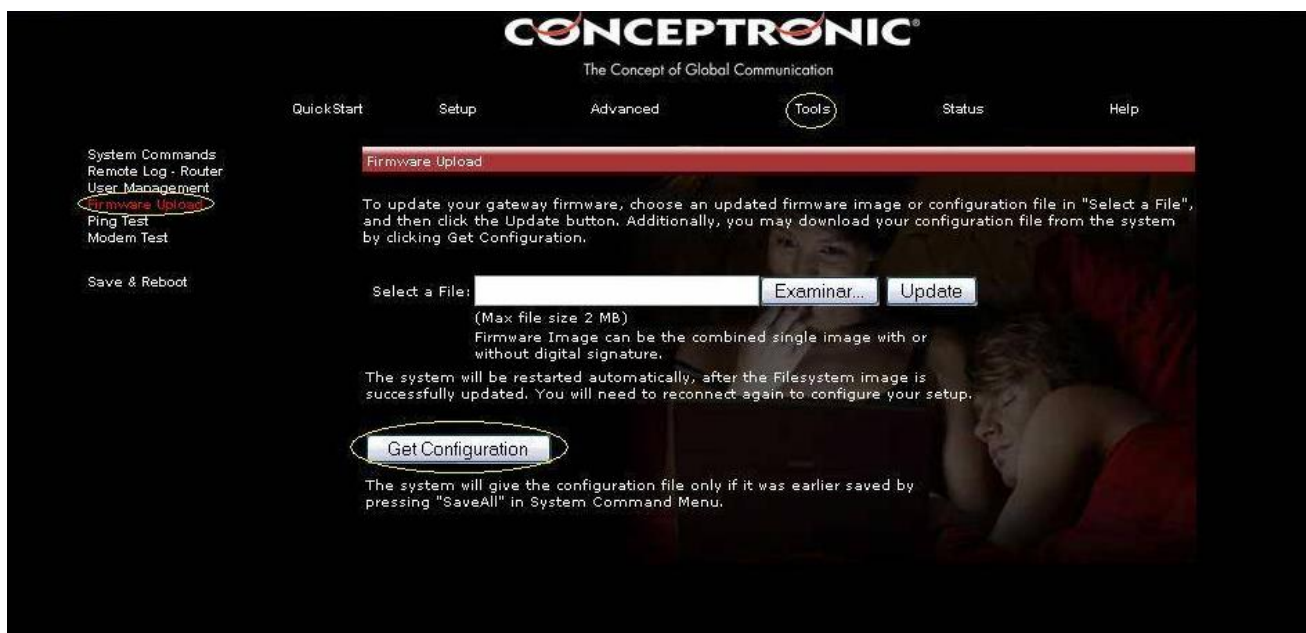 CONCEPTRONIC®
The Concept of Global Communication
QuickStart Setup Advanced Tools Status Help
System Commands
Remote Log - Router
User Management
Firmware Upload
Ping Test
Modem Test
Save & Reboot
Firmware Upload
To update your gateway firmware, choose an updated firmware image or configuration file in "Select a File",
and then click the Update button. Additionally, you may download your configuration file from the system
by clicking Get Configuration.
Select a File: Examinar... Update
(Max file size 2 MB)
Firmware Image can be the combined single image with or
without digital signature.
The system will be restarted automatically, after the Filesystem image is
successfully updated. You will need to reconnect again to configure your setup.
Get Configuration
The system will give the configuration file only if it was earlier saved by
pressing "SaveAll" in System Command Menu.